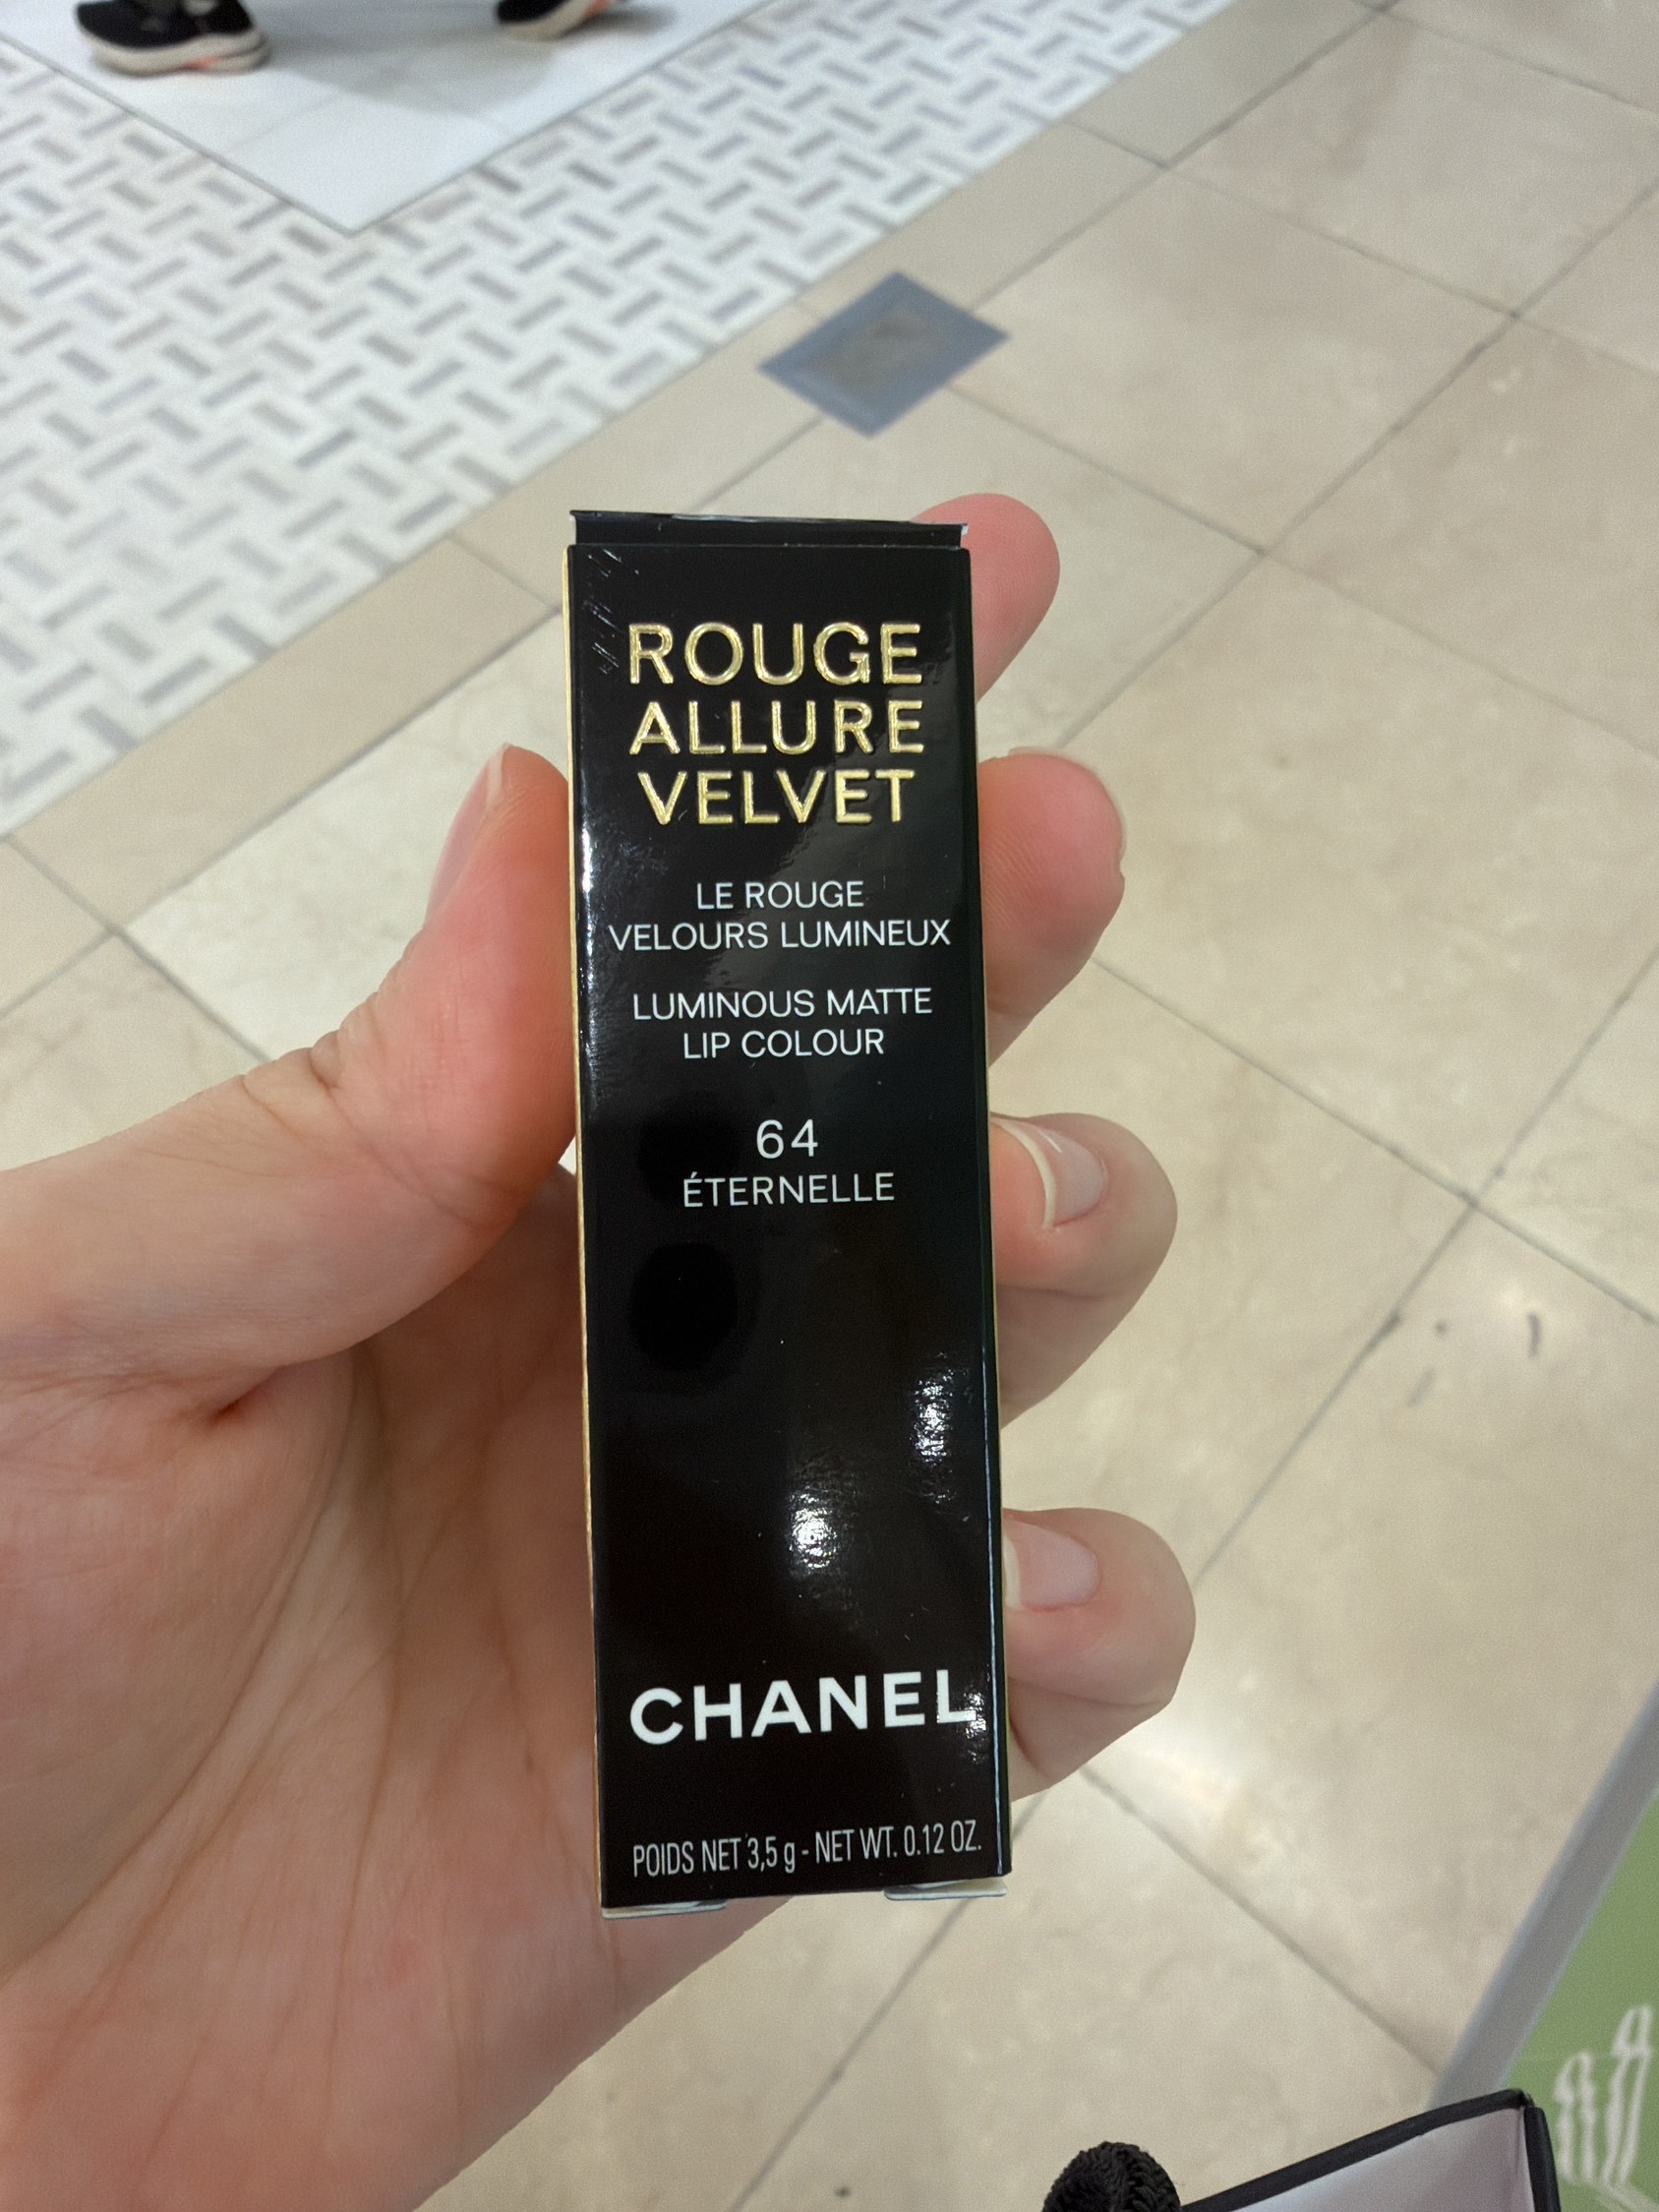 ROUGE
ALLURE
VELVET
LE ROUGE
VELOURS LUMINEUX
LUMINOUS MATTE
LIP COLOUR
64
ÉTERNELLE
CHANEL
POIDS NET 3,5 g - NET WT. 0.12 OZ.